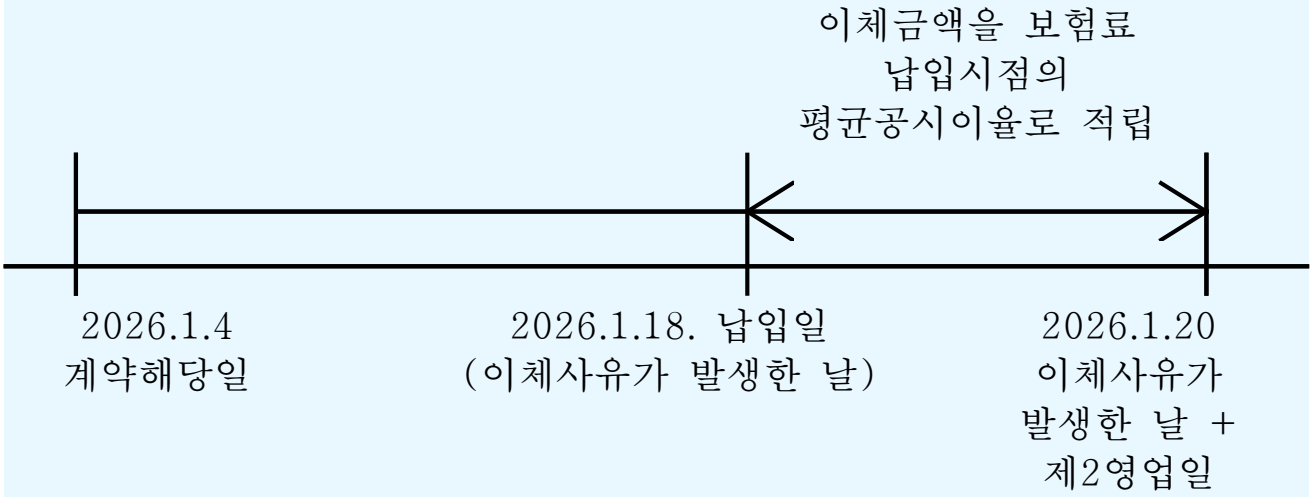 이체금액을 보험료
납입시점의
평균공시이율로 적립
2026.1.4
계약해당일
2026.1.18. 납입일
(이체사유가 발생한 날)
2026.1.20
이체사유가
발생한 날 +
제2영업일